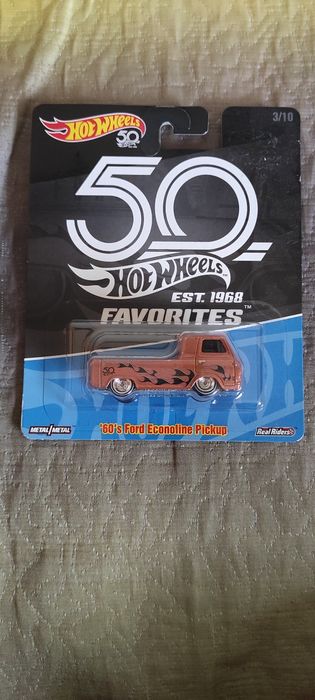 HOT WHEELS
50
3/10
50
HOT WHEELS
EST. 1968
FAVORITES
50
'60's Ford Econoline Pickup
METAL/METAL
Real Riders